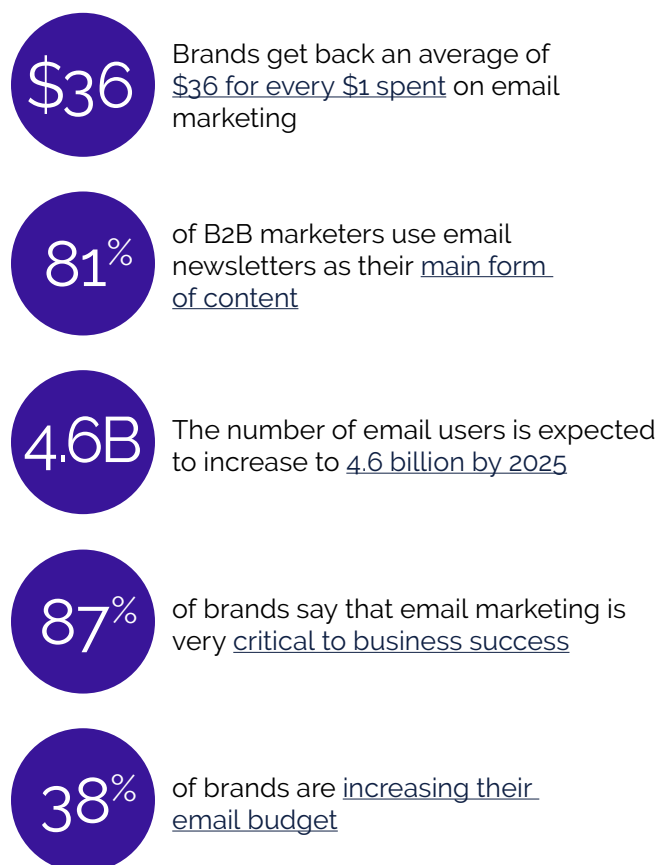 $36
Brands get back an average of
$36 for every $1 spent on email
marketing
81%
of B2B marketers use email
newsletters as their main form
of content
4.6B
The number of email users is expected
to increase to 4.6 billion by 2025
87%
of brands say that email marketing is
very critical to business success
38%
of brands are increasing their
email budget